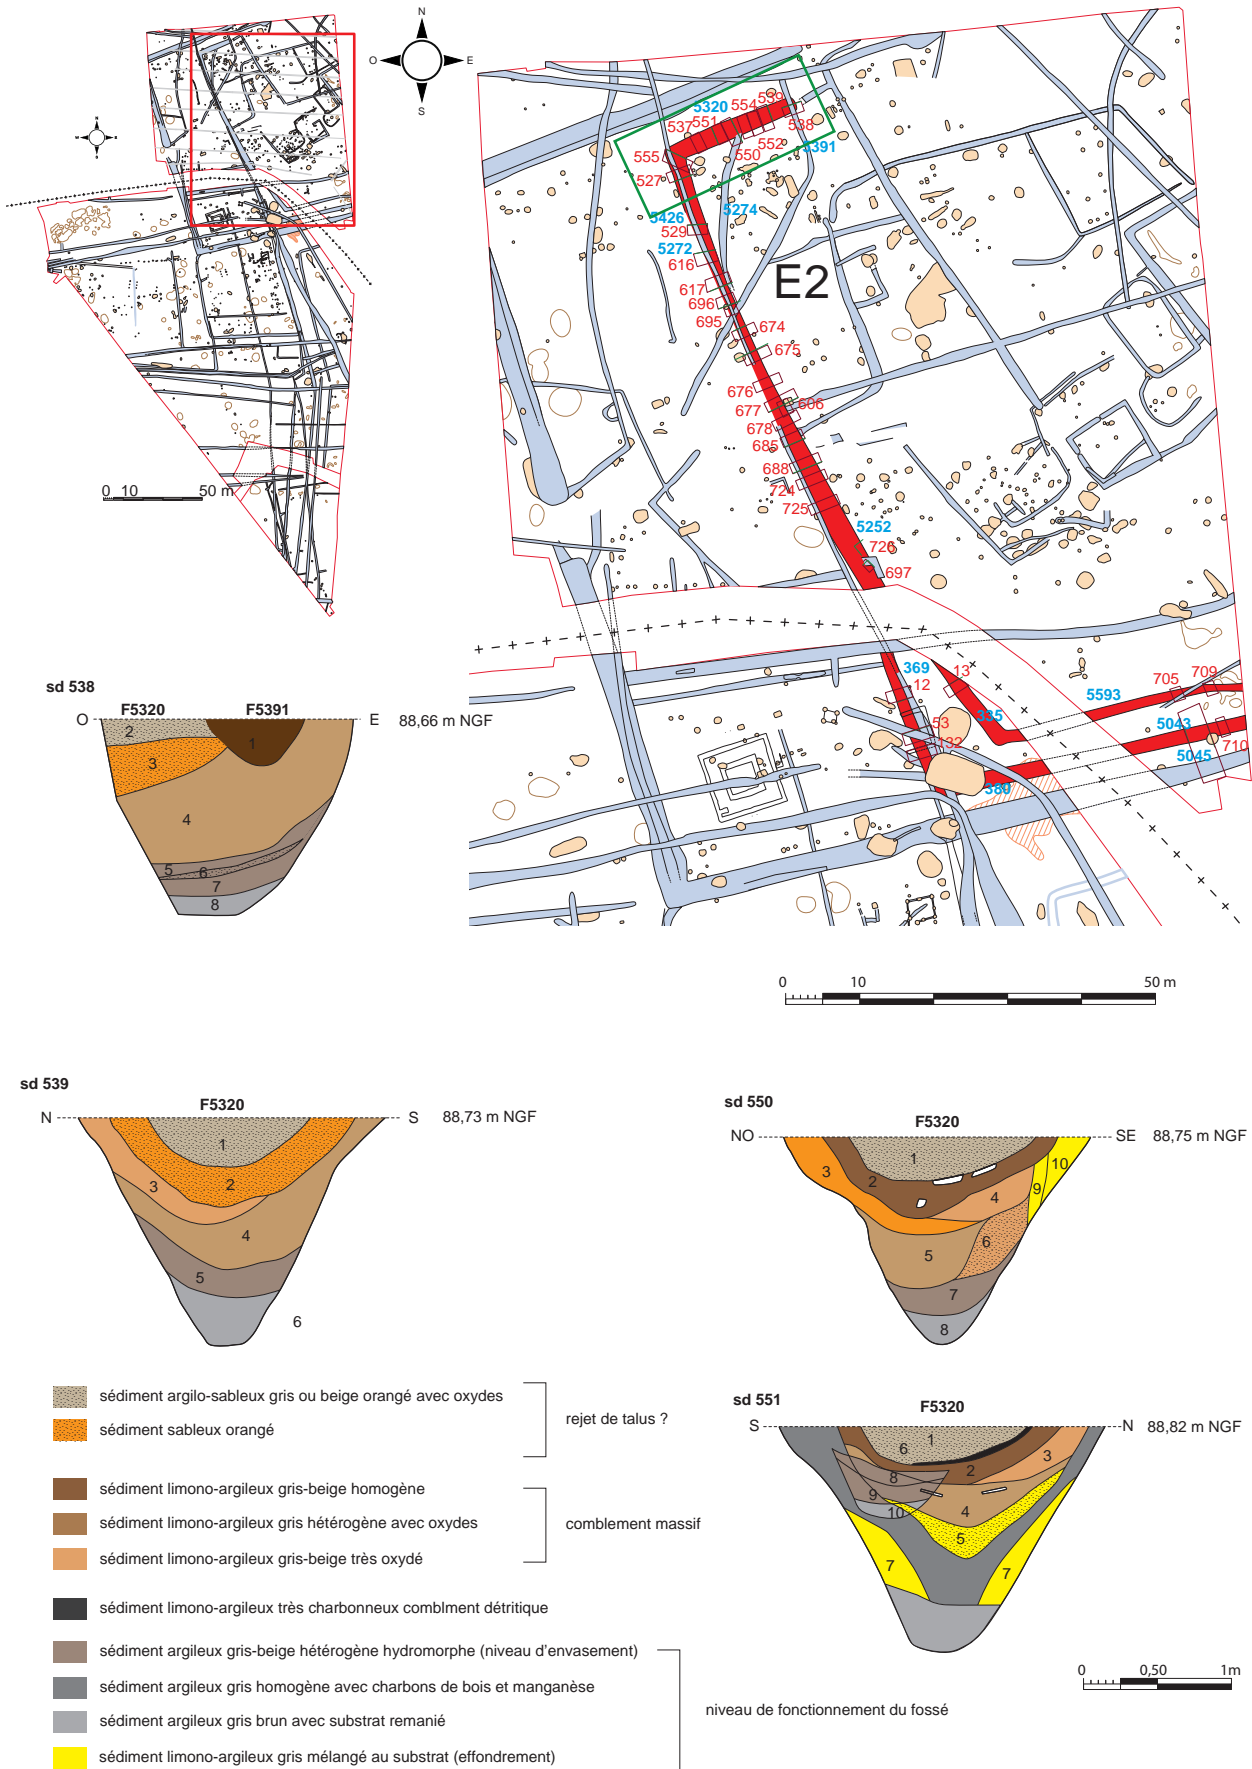 N
O
E
S
N
S
0 10 50 m
539
5320
554
551
537
538
552
5391
550
555
527
5274
5426
529
5272
616
E2
617
696
695
674
675
676
606
677
678
685
688
724
725
5252
726
697
369
13
12
705
709
5593
335
53
132
5043
710
5045
380
0 10 50 m
sd 538
F5320 F5391
O E 88,66 m NGF
2
1
3
4
5
6
7
8
sd 539
F5320
N S 88,73 m NGF
1
2
3
4
5
6
sd 550
F5320
NO SE 88,75 m NGF
1
10
3
2
4
9
6
5
7
8
sd 551
F5320
S N 88,82 m NGF
1
6
3
2
8
9
4
10
5
7
7
0 0,50 1m
sédiment argilo-sableux gris ou beige orangé avec oxydes
sédiment sableux orangé
rejet de talus ?
sédiment limono-argileux gris-beige homogène
sédiment limono-argileux gris hétérogène avec oxydes
sédiment limono-argileux gris-beige très oxydé
comblement massif
sédiment limono-argileux très charbonneux comblment détritique
sédiment argileux gris-beige hétérogène hydromorphe (niveau d'envasement)
sédiment argileux gris homogène avec charbons de bois et manganèse
sédiment argileux gris brun avec substrat remanié
sédiment limono-argileux gris mélangé au substrat (effondrement)
niveau de fonctionnement du fossé